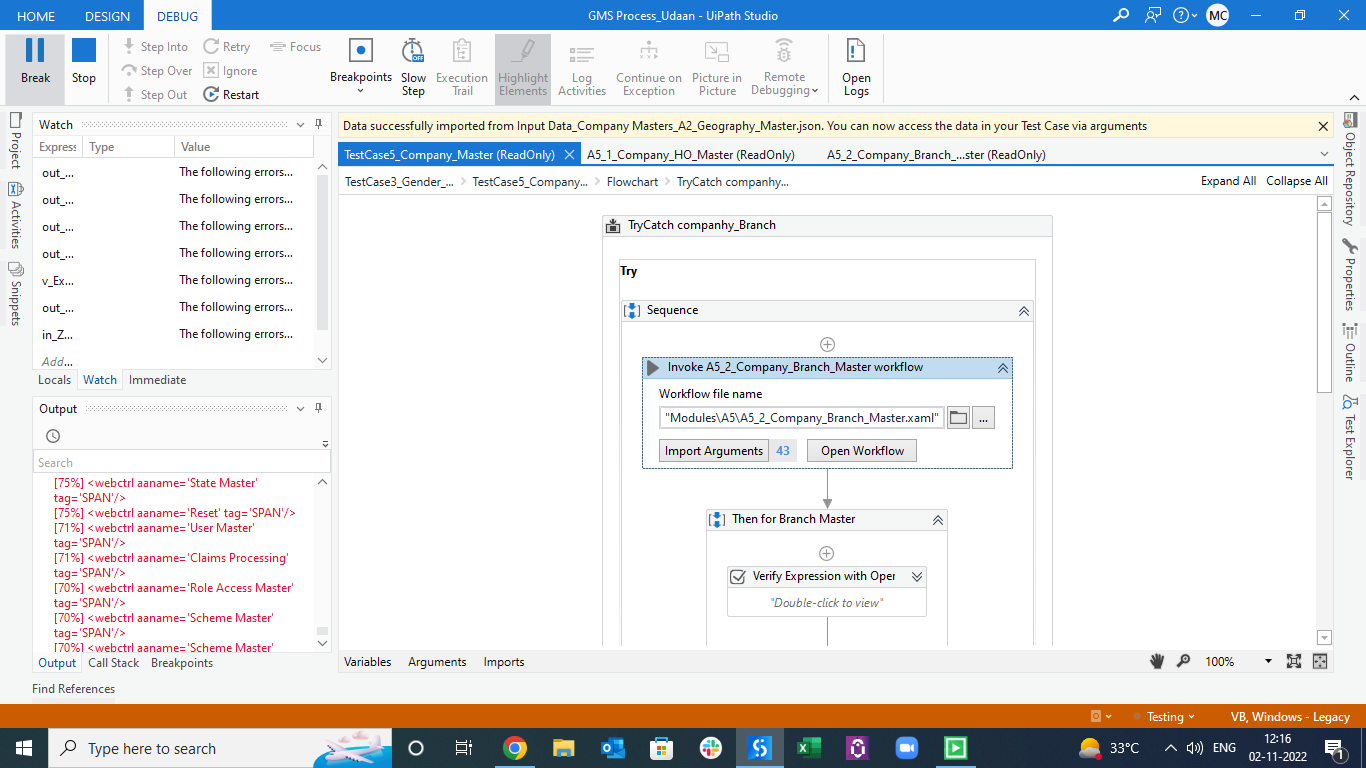 HOME
DESIGN
DEBUG
GMS Process_Udaan - UiPath Studio
MC
Break
Stop
Step Into
Step Over
Step Out
Retry
Ignore
Restart
Focus
Breakpoints
Slow
Step
OFF
Execution
Trail
Highlight
Elements
Log
Activities
Continue on
Exception
Picture in
Picture
Remote
Debugging
Open
Logs
Project
Activities
Snippets
Watch
Express
Type
Value
out_...
The following errors...
out_...
The following errors...
out_...
The following errors...
out_...
The following errors...
v_Ex...
The following errors...
out_...
The following errors...
in_Z...
The following errors...
Add...
Locals
Watch
Immediate
Output
Search
[75%] <webctrl aaname='State Master'
tag='SPAN'/>
[75%] <webctrl aaname='Reset' tag='SPAN'/>
[71%] <webctrl aaname='User Master'
tag='SPAN'/>
[71%] <webctrl aaname='Claims Processing'
tag='SPAN'/>
[70%] <webctrl aaname='Role Access Master'
tag='SPAN'/>
[70%] <webctrl aaname='Scheme Master'
tag='SPAN'/>
[70%] <webctrl aaname='Scheme Master'
Output
Call Stack
Breakpoints
Find References
Data successfully imported from Input Data_Company Masters_A2_Geography_Master.json. You can now access the data in your Test Case via arguments
TestCase5_Company_Master (ReadOnly)
A5_1_Company_HO_Master (ReadOnly)
A5_2_Company_Branch_...ster (ReadOnly)
TestCase3_Gender_...
TestCase5_Company...
Flowchart
TryCatch companhy...
Expand All
Collapse All
TryCatch companhy_Branch
Try
Sequence
Invoke A5_2_Company_Branch_Master workflow
Workflow file name
"Modules\A5\A5_2_Company_Branch_Master.xaml"
...
Import Arguments
43
Open Workflow
Then for Branch Master
Verify Expression with Oper
"Double-click to view"
Variables
Arguments
Imports
100%
Object Repository
Properties
Outline
Test Explorer
Testing
VB, Windows - Legacy
Type here to search
33°C
ENG
12:16
02-11-2022
1